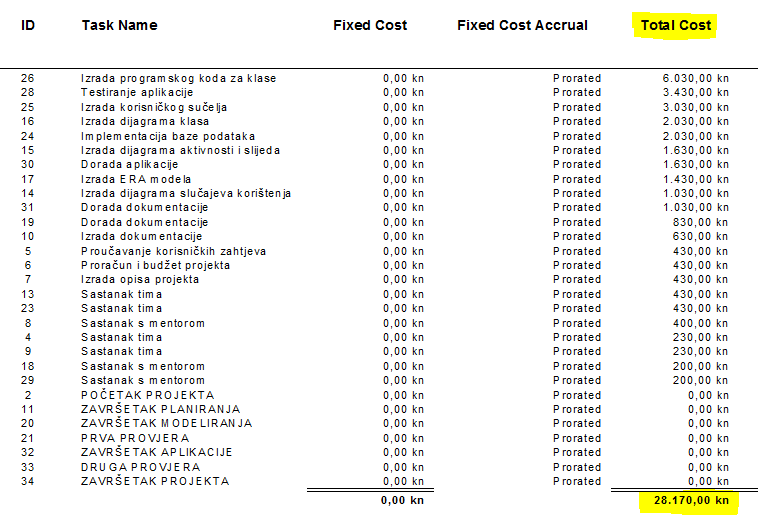 ID Task Name Fixed Cost Fixed Cost Accrual Total Cost
26 Izrada programskog koda za klase 0,00 kn Prorated 6.030,00 kn
28 Testiranje aplikacije 0,00 kn Prorated 3.430,00 kn
25 Izrada korisničkog sučelja 0,00 kn Prorated 3.030,00 kn
16 Izrada dijagrama klasa 0,00 kn Prorated 2.030,00 kn
24 Implementacija baze podataka 0,00 kn Prorated 2.030,00 kn
15 Izrada dijagrama aktivnosti i slijeda 0,00 kn Prorated 1.630,00 kn
30 Dorada aplikacije 0,00 kn Prorated 1.630,00 kn
17 Izrada ERA modela 0,00 kn Prorated 1.430,00 kn
14 Izrada dijagrama slučajeva korištenja 0,00 kn Prorated 1.030,00 kn
31 Dorada dokumentacije 0,00 kn Prorated 1.030,00 kn
19 Dorada dokumentacije 0,00 kn Prorated 830,00 kn
10 Izrada dokumentacije 0,00 kn Prorated 630,00 kn
5 Proučavanje korisničkih zahtjeva 0,00 kn Prorated 430,00 kn
6 Proračun i budžet projekta 0,00 kn Prorated 430,00 kn
7 Izrada opisa projekta 0,00 kn Prorated 430,00 kn
13 Sastanak tima 0,00 kn Prorated 430,00 kn
23 Sastanak tima 0,00 kn Prorated 430,00 kn
8 Sastanak s mentorom 0,00 kn Prorated 400,00 kn
4 Sastanak tima 0,00 kn Prorated 230,00 kn
9 Sastanak tima 0,00 kn Prorated 230,00 kn
18 Sastanak s mentorom 0,00 kn Prorated 200,00 kn
29 Sastanak s mentorom 0,00 kn Prorated 200,00 kn
2 POČETAK PROJEKTA 0,00 kn Prorated 0,00 kn
11 ZAVRŠETAK PLANIRANJA 0,00 kn Prorated 0,00 kn
20 ZAVRŠETAK MODELIRANJA 0,00 kn Prorated 0,00 kn
21 PRVA PROVJERA 0,00 kn Prorated 0,00 kn
32 ZAVRŠETAK APLIKACIJE 0,00 kn Prorated 0,00 kn
33 DRUGA PROVJERA 0,00 kn Prorated 0,00 kn
34 ZAVRŠETAK PROJEKTA 0,00 kn Prorated 0,00 kn
0,00 kn 28.170,00 kn